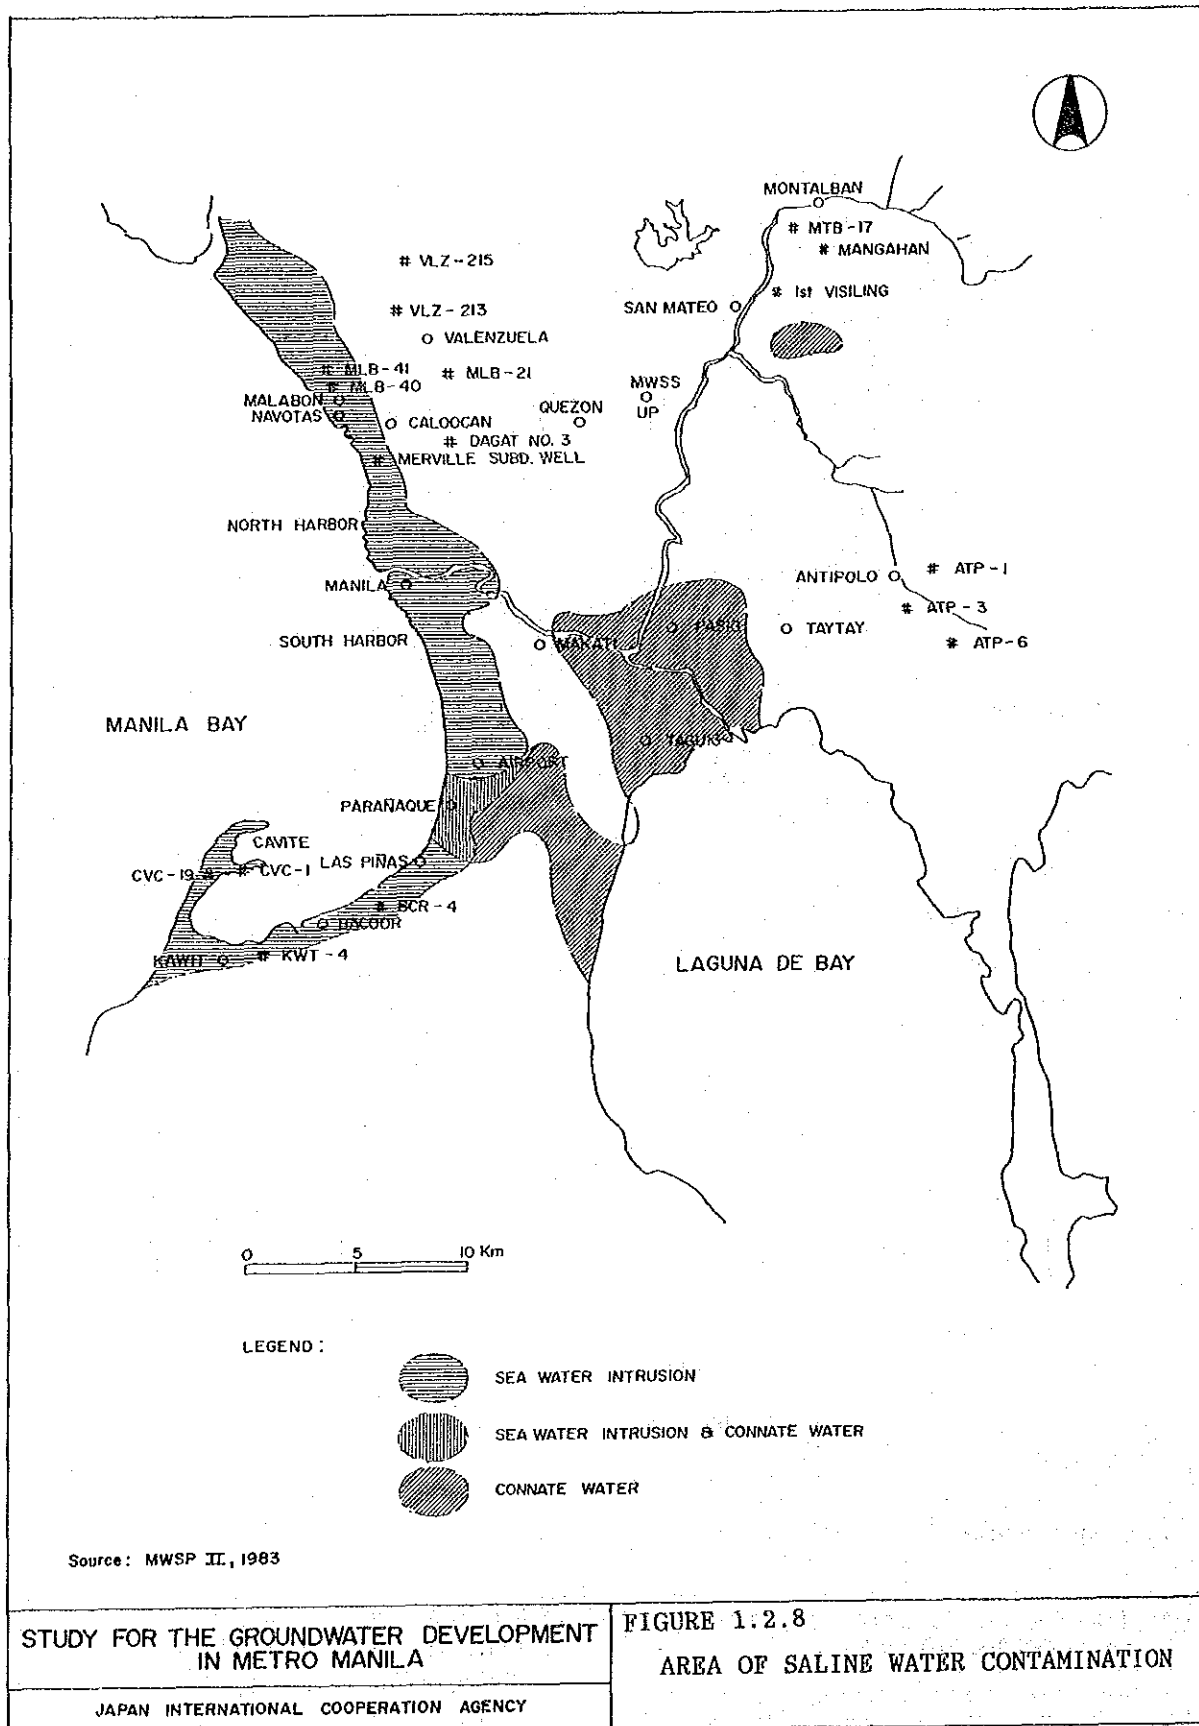 MONTALBAN
# MTB-17
# MANGAHAN
# VLZ-215
# 1st VISILING
SAN MATEO
# VLZ-213
VALENZUELA
# MLB-41
# MLB-21
# MLB-40
MWSS
UP
MALABON
NAVOTAS
QUEZON
CALOOCAN
# DAGAT NO. 3
# MERVILLE SUBD. WELL
NORTH HARBOR
MANILA
ANTIPOLO
# ATP-1
# ATP-3
SOUTH HARBOR
MAKATI
PASIG
TAYTAY
# ATP-6
MANILA BAY
TAGUIG
AIRPORT
PARAÑAQUE
CAVITE
LAS PIÑAS
CVC-19 #
# CVC-1
# BCR-4
BACOOR
KAWIT
# KWT-4
LAGUNA DE BAY
0 5 10 Km
LEGEND:
SEA WATER INTRUSION
SEA WATER INTRUSION & CONNATE WATER
CONNATE WATER
Source: MWSP II, 1983
STUDY FOR THE GROUNDWATER DEVELOPMENT
IN METRO MANILA
JAPAN INTERNATIONAL COOPERATION AGENCY
FIGURE 1.2.8
AREA OF SALINE WATER CONTAMINATION